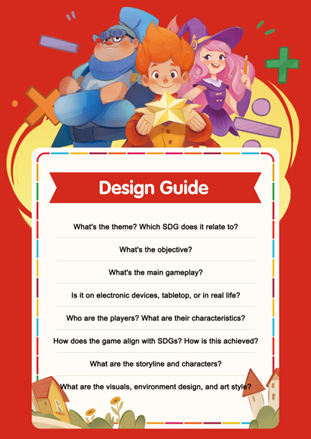 Design Guide
What's the theme? Which SDG does it relate to?
What's the objective?
What's the main gameplay?
Is it on electronic devices, tabletop, or in real life?
Who are the players? What are their characteristics?
How does the game align with SDGs? How is this achieved?
What are the storyline and characters?
What are the visuals, environment design, and art style?